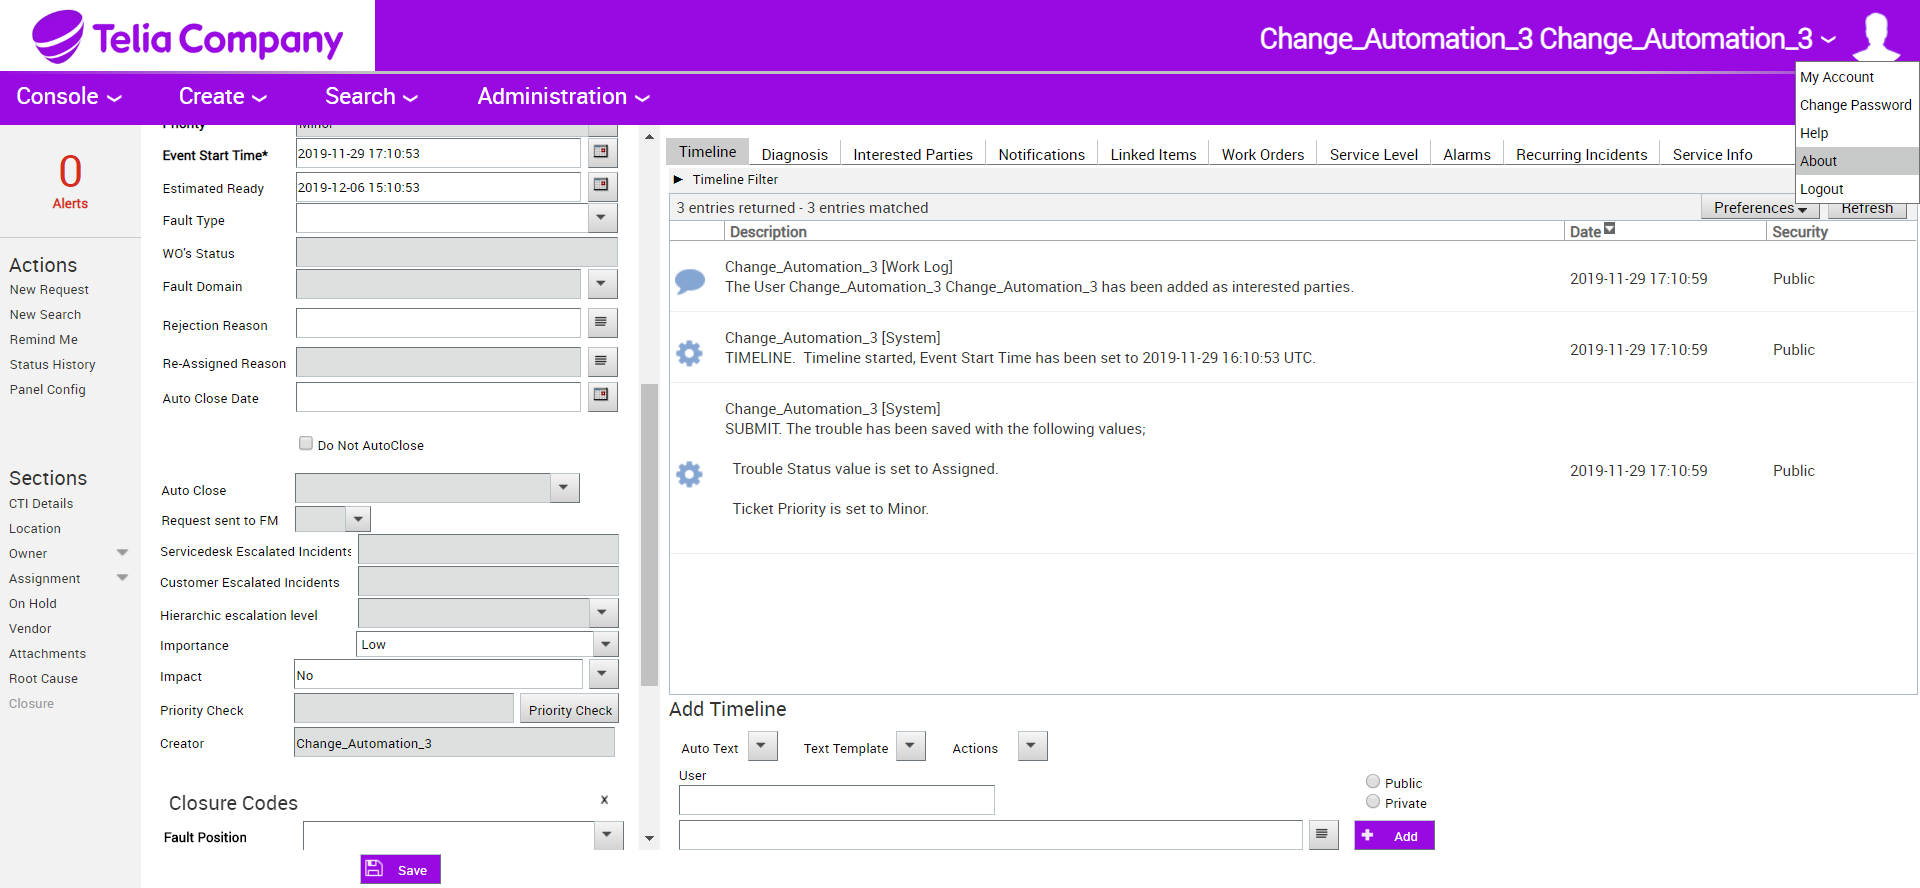 Telia Company
Change_Automation_3 Change_Automation_3
My Account
Change Password
Help
About
Logout
Console
Create
Search
Administration
0
Alerts
Actions
New Request
New Search
Remind Me
Status History
Panel Config
Sections
CTI Details
Location
Owner
Assignment
On Hold
Vendor
Attachments
Root Cause
Closure
Priority Minor
Event Start Time* 2019-11-29 17:10:53
Estimated Ready 2019-12-06 15:10:53
Fault Type
WO's Status
Fault Domain
Rejection Reason
Re-Assigned Reason
Auto Close Date
Do Not AutoClose
Auto Close
Request sent to FM
Servicedesk Escalated Incidents
Customer Escalated Incidents
Hierarchic escalation level
Importance Low
Impact No
Priority Check Priority Check
Creator Change_Automation_3
Closure Codes x
Fault Position
Save
Timeline Diagnosis Interested Parties Notifications Linked Items Work Orders Service Level Alarms Recurring Incidents Service Info
Timeline Filter
3 entries returned - 3 entries matched Preferences Refresh
Description Date Security
Change_Automation_3 [Work Log]
The User Change_Automation_3 Change_Automation_3 has been added as interested parties. 2019-11-29 17:10:59 Public
Change_Automation_3 [System]
TIMELINE. Timeline started, Event Start Time has been set to 2019-11-29 16:10:53 UTC. 2019-11-29 17:10:59 Public
Change_Automation_3 [System]
SUBMIT. The trouble has been saved with the following values;
Trouble Status value is set to Assigned. 2019-11-29 17:10:59 Public
Ticket Priority is set to Minor.
Add Timeline
Auto Text Text Template Actions
User
Public
Private
Add